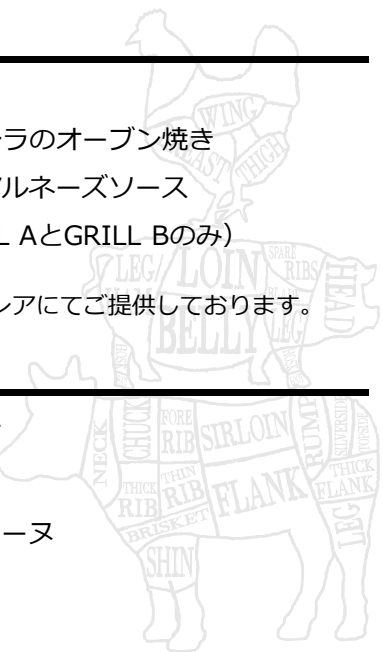 WING
BREAST
THIGH
ラのオーブン焼き
ルネーズソース
L AとGRILL Bのみ）
LEG/
LOIN
SPARE
RIBS
HEAD
レアにてご提供しております。
BELLY
LEG
NECK
CHUCK
FORE
RIB
SIRLOIN
RUMP
SILVERSIDE
TOPSIDE
THICK
RIB
THIN
RIB
FLANK
THICK
FLANK
ーヌ
BRISKET
LEG
SHIN